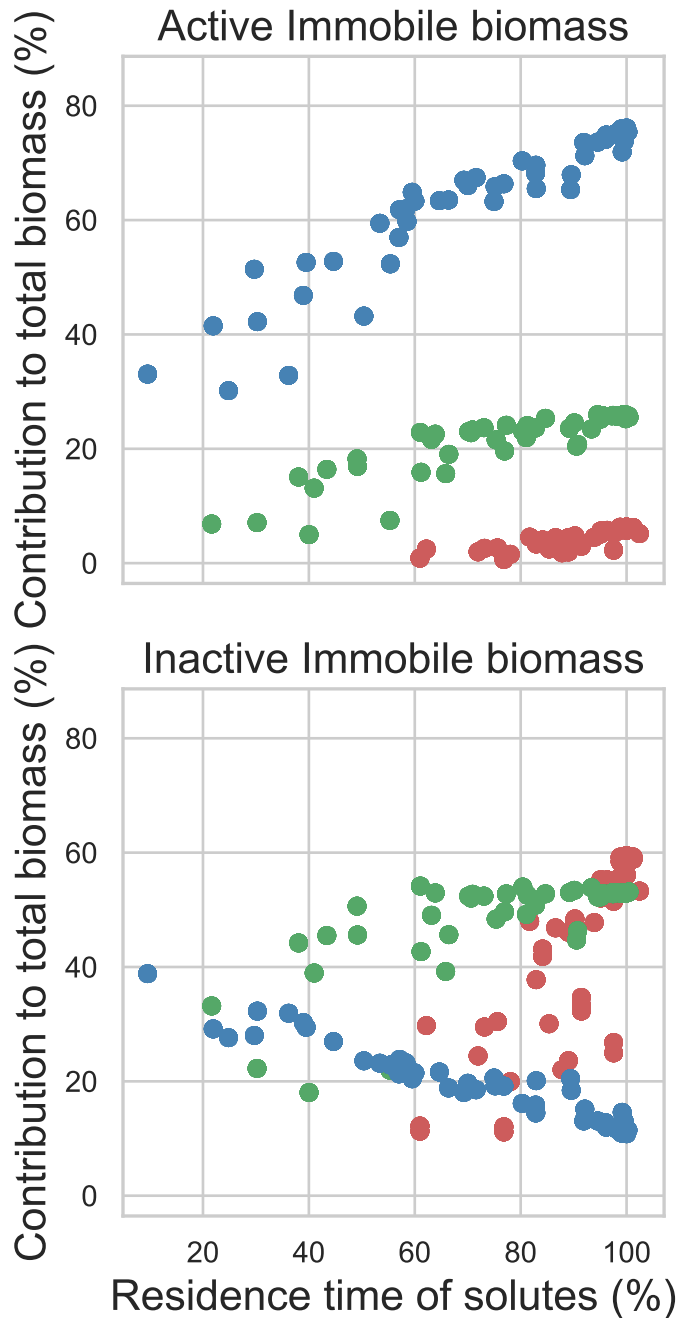 Active Immobile biomass
Contribution to total biomass (%)
80
60
40
20
0
Inactive Immobile biomass
Contribution to total biomass (%)
80
60
40
20
0
20 40 60 80 100
Residence time of solutes (%)